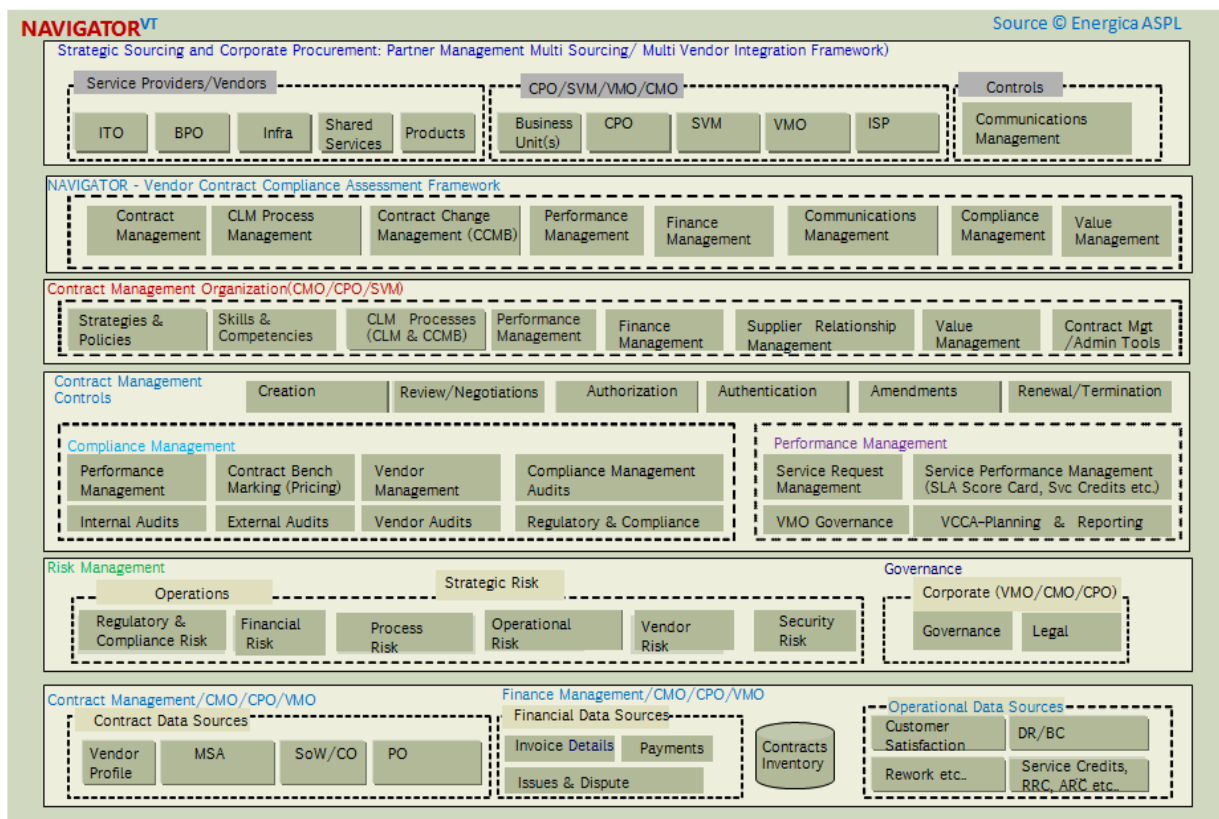 NAVIGATORVT
Source © Energica ASPL
Strategic Sourcing and Corporate Procurement: Partner Management Multi Sourcing/ Multi Vendor Integration Framework)
Service Providers/Vendors
ITO
BPO
Infra
Shared
Services
Products
CPO/SVM/VMO/CMO
Business
Unit(s)
CPO
SVM
VMO
ISP
Controls
Communications
Management
NAVIGATOR - Vendor Contract Compliance Assessment Framework
Contract
Management
CLM Process
Management
Contract Change
Management (CCMB)
Performance
Management
Finance
Management
Communications
Management
Compliance
Management
Value
Management
Contract Management Organization(CMO/CPO/SVM)
Strategies &
Policies
Skills &
Competencies
CLM Processes
(CLM & CCMB)
Performance
Management
Finance
Management
Supplier Relationship
Management
Value
Management
Contract Mgt
/Admin Tools
Contract Management
Controls
Creation
Review/Negotiations
Authorization
Authentication
Amendments
Renewal/Termination
Compliance Management
Performance
Management
Contract Bench
Marking (Pricing)
Vendor
Management
Compliance Management
Audits
Internal Audits
External Audits
Vendor Audits
Regulatory & Compliance
Performance Management
Service Request
Management
Service Performance Management
(SLA Score Card, Svc Credits etc.)
VMO Governance
VCCA-Planning & Reporting
Risk Management
Operations
Strategic Risk
Regulatory &
Compliance Risk
Financial
Risk
Process
Risk
Operational
Risk
Vendor
Risk
Security
Risk
Governance
Corporate (VMO/CMO/CPO)
Governance
Legal
Contract Management/CMO/CPO/VMO
Contract Data Sources
Vendor
Profile
MSA
SoW/CO
PO
Finance Management/CMO/CPO/VMO
Financial Data Sources
Invoice Details
Payments
Issues & Dispute
Contracts
Inventory
Operational Data Sources
Customer
Satisfaction
DR/BC
Rework etc..
Service Credits,
RRC, ARC etc..